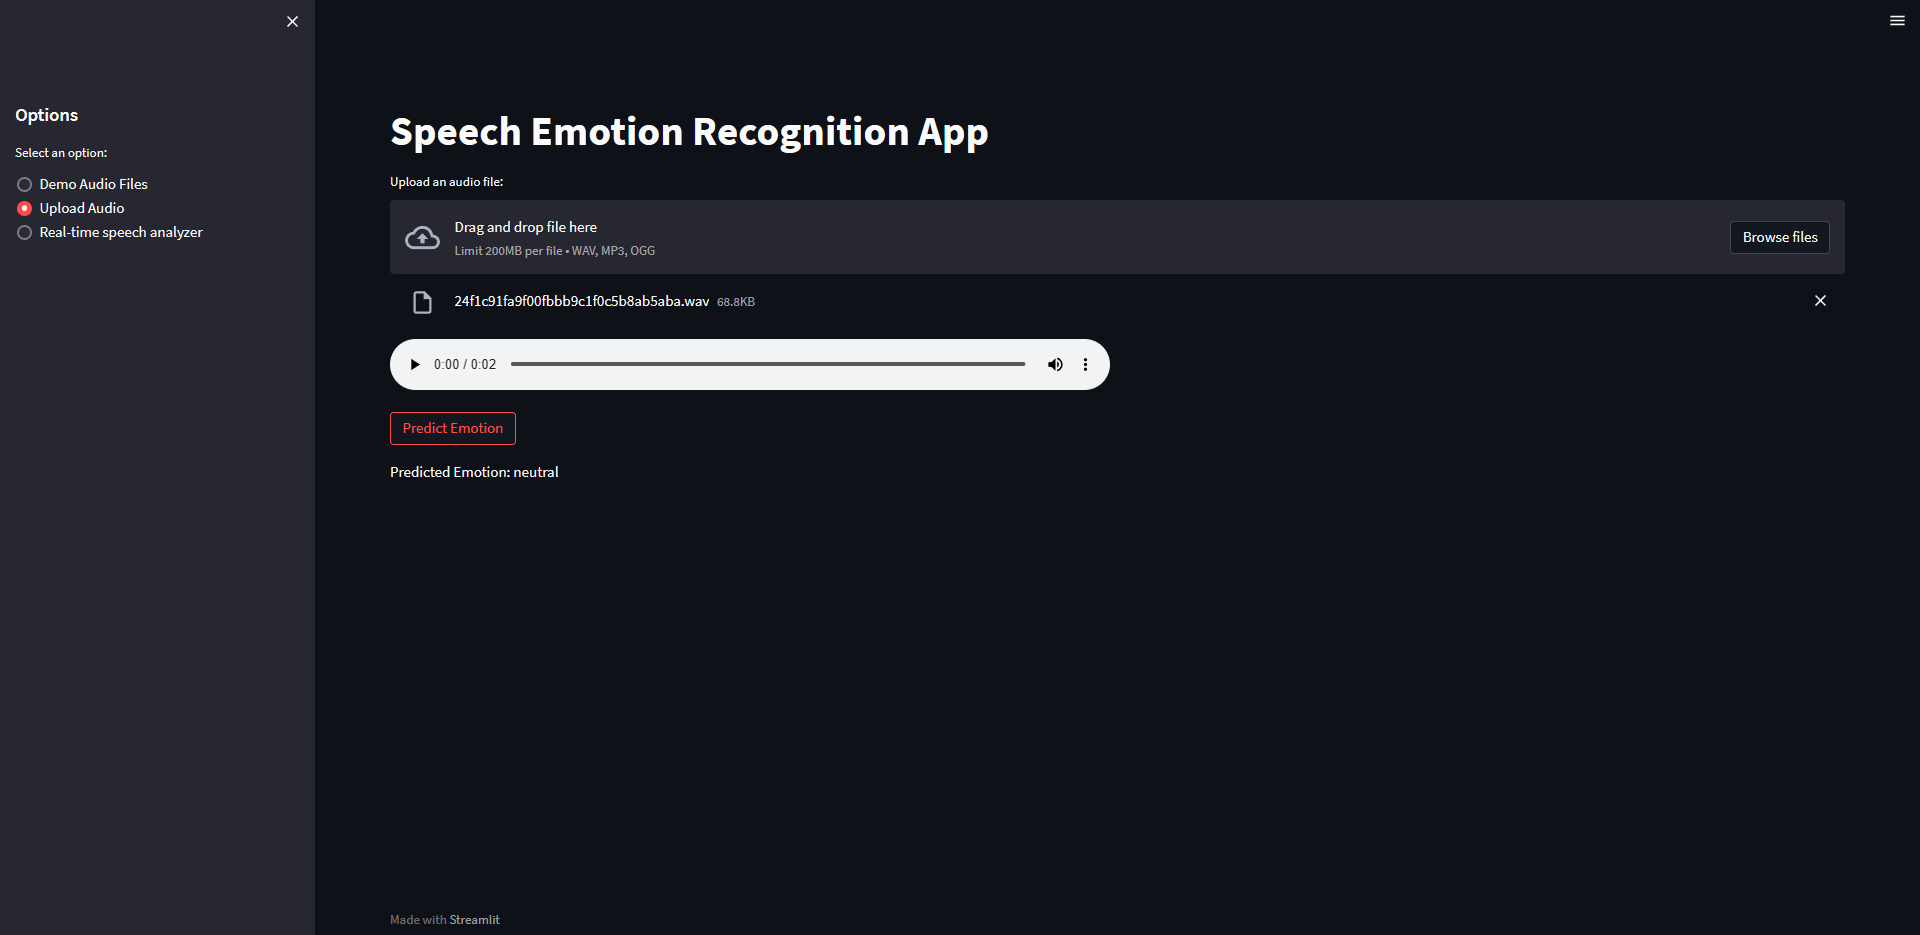 Options
Select an option:
Demo Audio Files
Upload Audio
Real-time speech analyzer
Speech Emotion Recognition App
Upload an audio file:
Drag and drop file here
Limit 200MB per file • WAV, MP3, OGG
Browse files
24f1c91fa9f00fbbb9c1f0c5b8ab5aba.wav 68.8KB
0:00 / 0:02
Predict Emotion
Predicted Emotion: neutral
Made with Streamlit